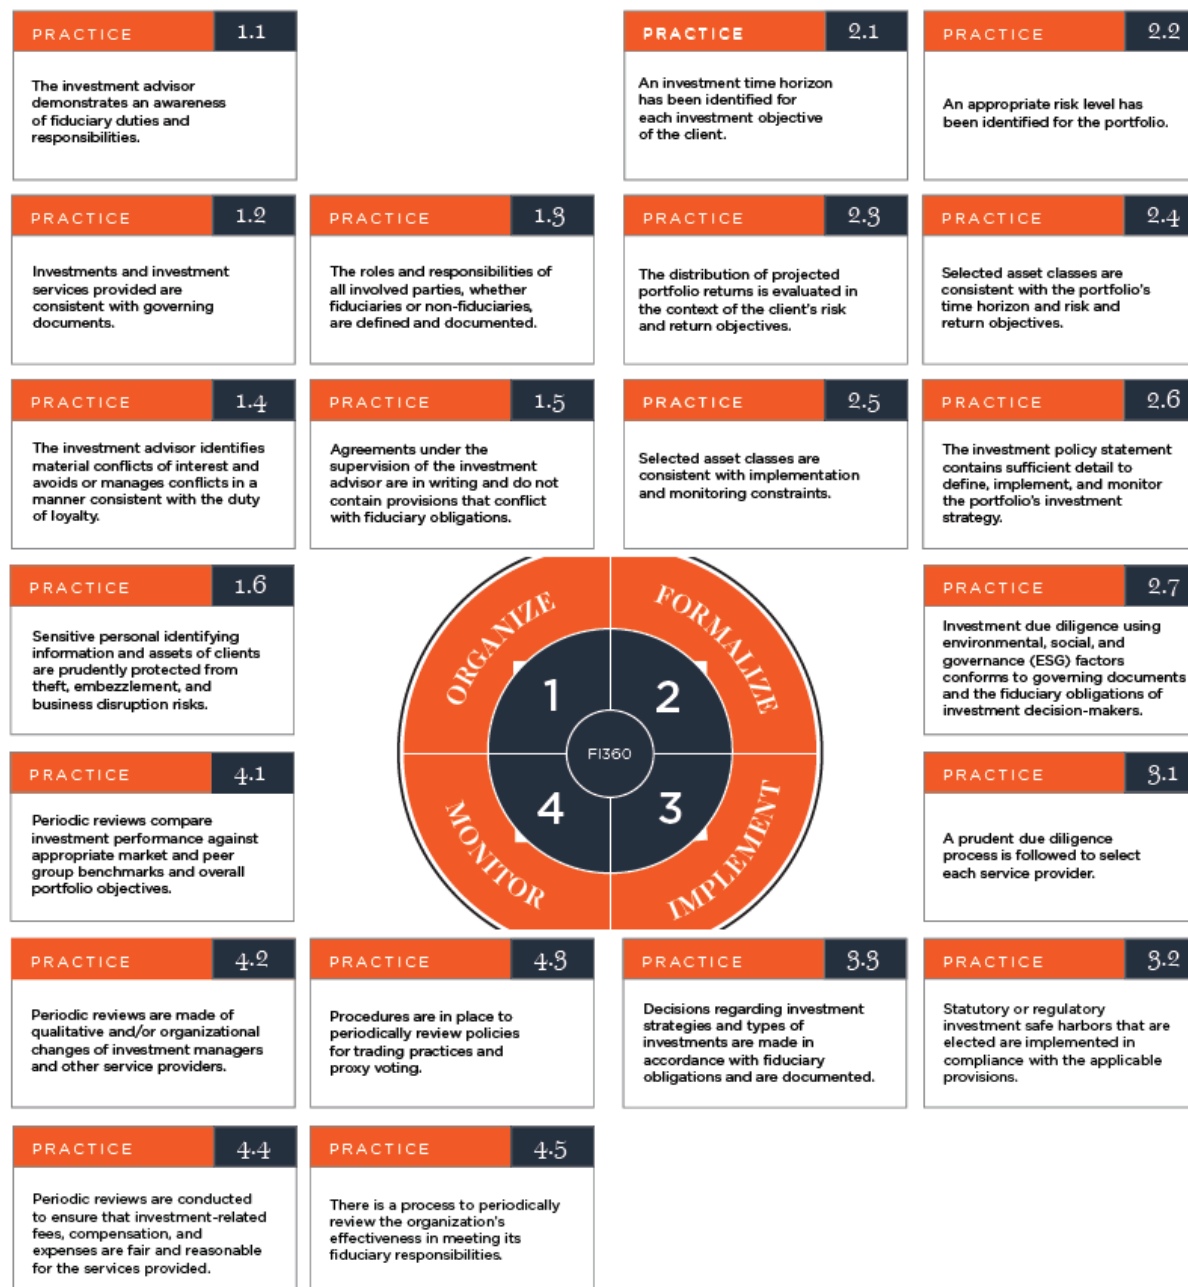 PRACTICE 1.1
The investment advisor
demonstrates an awareness
of fiduciary duties and
responsibilities.
PRACTICE 2.1
An investment time horizon
has been identified for
each investment objective
of the client.
PRACTICE 2.2
An appropriate risk level has
been identified for the portfolio.
PRACTICE 1.2
Investments and investment
services provided are
consistent with governing
documents.
PRACTICE 1.3
The roles and responsibilities of
all involved parties, whether
fiduciaries or non-fiduciaries,
are defined and documented.
PRACTICE 2.3
The distribution of projected
portfolio returns is evaluated in
the context of the client's risk
and return objectives.
PRACTICE 2.4
Selected asset classes are
consistent with the portfolio's
time horizon and risk and
return objectives.
PRACTICE 1.4
The investment advisor identifies
material conflicts of interest and
avoids or manages conflicts in a
manner consistent with the duty
of loyalty.
PRACTICE 1.5
Agreements under the
supervision of the investment
advisor are in writing and do not
contain provisions that conflict
with fiduciary obligations.
PRACTICE 2.5
Selected asset classes are
consistent with implementation
and monitoring constraints.
PRACTICE 2.6
The investment policy statement
contains sufficient detail to
define, implement, and monitor
the portfolio's investment
strategy.
PRACTICE 1.6
Sensitive personal identifying
information and assets of clients
are prudently protected from
theft, embezzlement, and
business disruption risks.
ORGANIZE
1
FORMALIZE
2
FI360
MONITOR
4
IMPLEMENT
3
PRACTICE 2.7
Investment due diligence using
environmental, social, and
governance (ESG) factors
conforms to governing documents
and the fiduciary obligations of
investment decision-makers.
PRACTICE 4.1
Periodic reviews compare
investment performance against
appropriate market and peer
group benchmarks and overall
portfolio objectives.
PRACTICE 3.1
A prudent due diligence
process is followed to select
each service provider.
PRACTICE 4.2
Periodic reviews are made of
qualitative and/or organizational
changes of investment managers
and other service providers.
PRACTICE 4.3
Procedures are in place to
periodically review policies
for trading practices and
proxy voting.
PRACTICE 3.3
Decisions regarding investment
strategies and types of
investments are made in
accordance with fiduciary
obligations and are documented.
PRACTICE 3.2
Statutory or regulatory
investment safe harbors that are
elected are implemented in
compliance with the applicable
provisions.
PRACTICE 4.4
Periodic reviews are conducted
to ensure that investment-related
fees, compensation, and
expenses are fair and reasonable
for the services provided.
PRACTICE 4.5
There is a process to periodically
review the organization's
effectiveness in meeting its
fiduciary responsibilities.